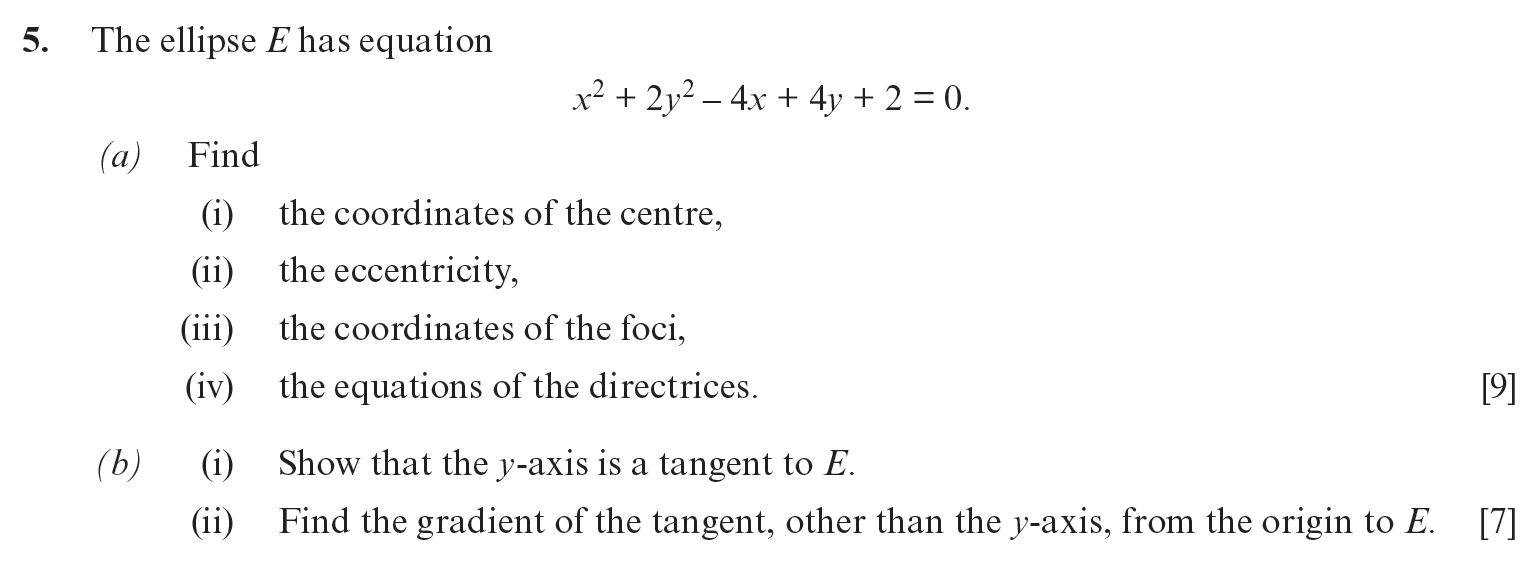 5. The ellipse E has equation
x² + 2y² – 4x + 4y + 2 = 0.
(a) Find
(i) the coordinates of the centre,
(ii) the eccentricity,
(iii) the coordinates of the foci,
(iv) the equations of the directrices. [9]
(b) (i) Show that the y-axis is a tangent to E.
(ii) Find the gradient of the tangent, other than the y-axis, from the origin to E. [7]